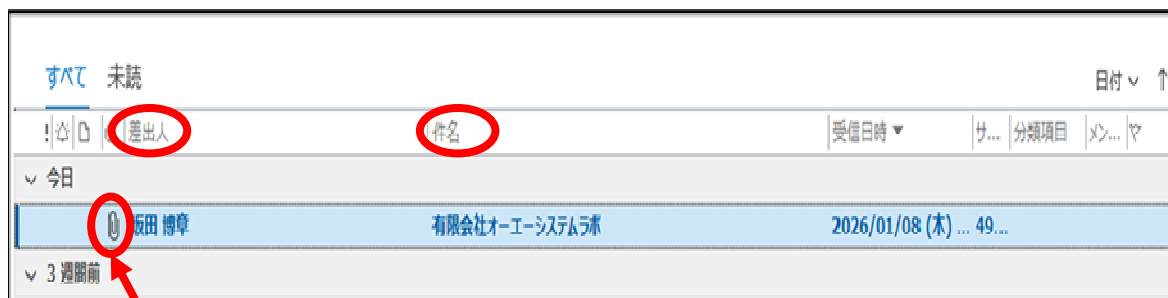 すべて 未読 日付
! 差出人 件名 受信日時 サ... 分類項目 メン...
今日
坂田 博章 有限会社オーエーシステムラボ 2026/01/08 (木) ... 49...
3 週間前